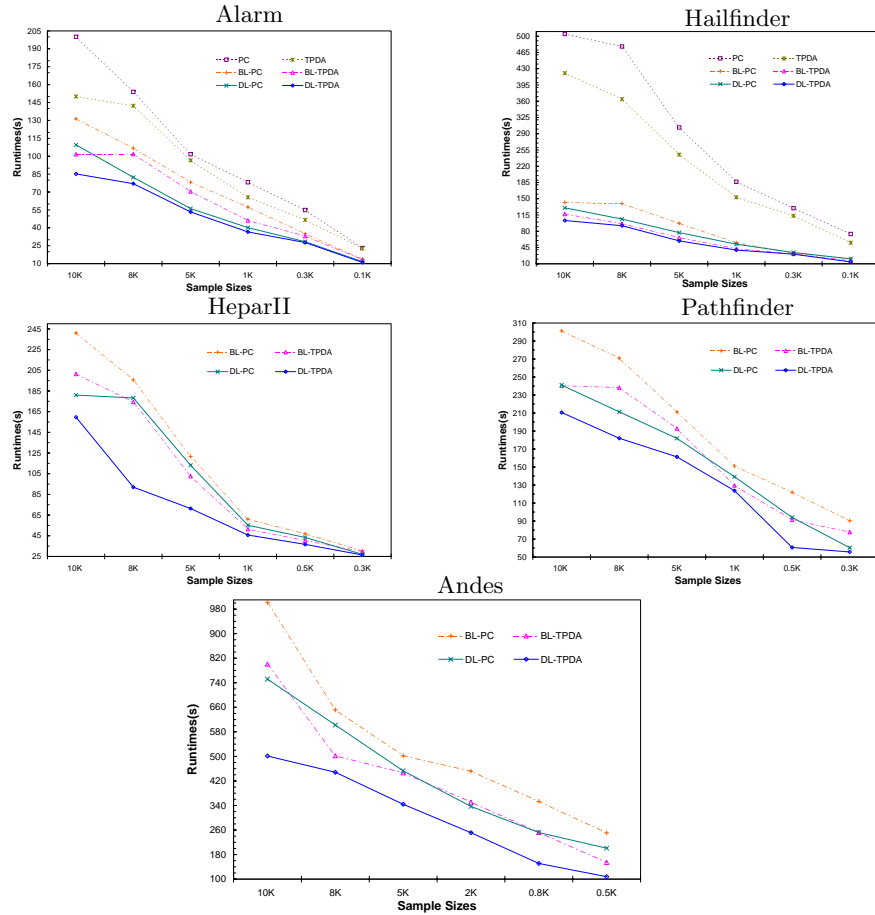 Alarm
205
190
175
160
145
130
115
100
85
70
55
40
25
10
Runtimes(s)
PC
TPDA
BL-PC
BL-TPDA
DL-PC
DL-TPDA
10K 8K 5K 1K 0.3K 0.1K
Sample Sizes
Hailfinder
500
465
430
395
360
325
290
255
220
185
150
115
80
45
10
Runtimes(s)
PC
TPDA
BL-PC
BL-TPDA
DL-PC
DL-TPDA
10K 8K 5K 1K 0.3K 0.1K
Sample Sizes
HeparII
245
225
205
185
165
145
125
105
85
65
45
25
Runtimes(s)
BL-PC
BL-TPDA
DL-PC
DL-TPDA
10K 8K 5K 1K 0.5K 0.3K
Sample Sizes
Pathfinder
310
290
270
250
230
210
190
170
150
130
110
90
70
50
Runtimes(s)
BL-PC
BL-TPDA
DL-PC
DL-TPDA
10K 8K 5K 1K 0.5K 0.3K
Sample Sizes
Andes
980
900
820
740
660
580
500
420
340
260
180
100
Runtimes(s)
BL-PC
BL-TPDA
DL-PC
DL-TPDA
10K 8K 5K 2K 0.8K 0.5K
Sample Sizes